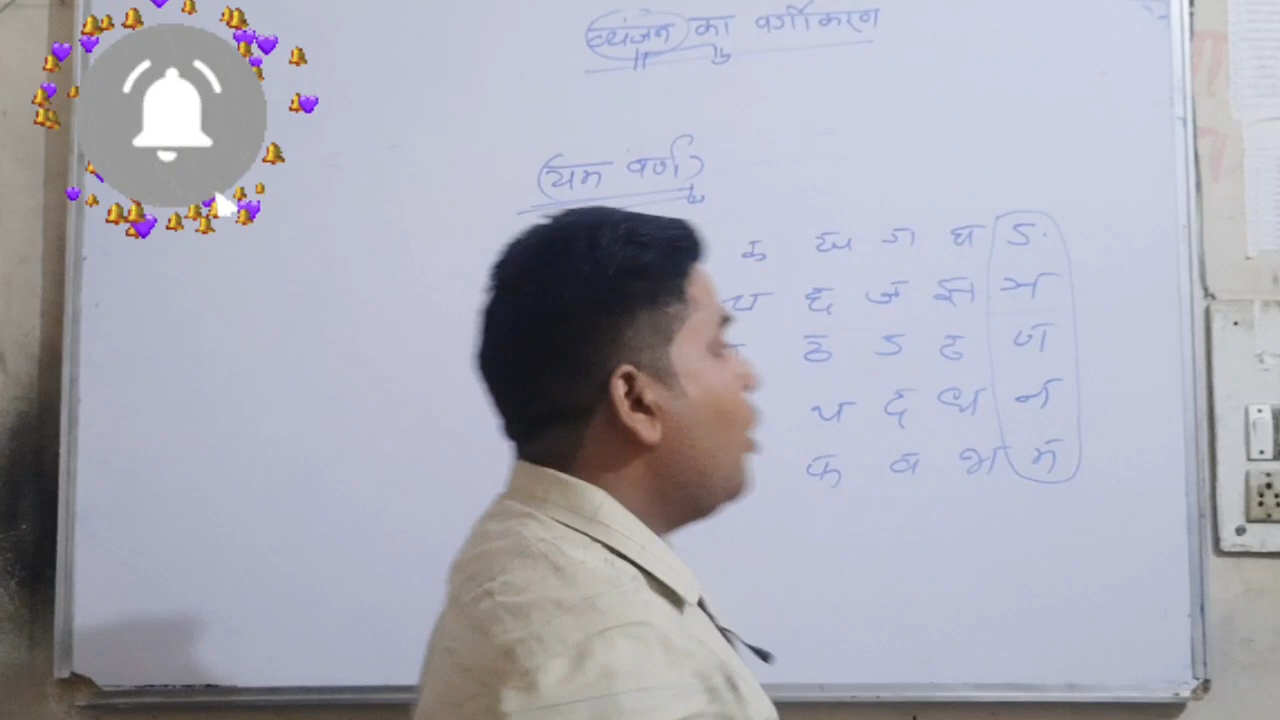 व्यंजन का वर्गीकरण
यम वर्ण
क ख ग घ ङ
च छ ज झ ञ
ठ ड ढ ण
थ द ध न
फ ब भ म